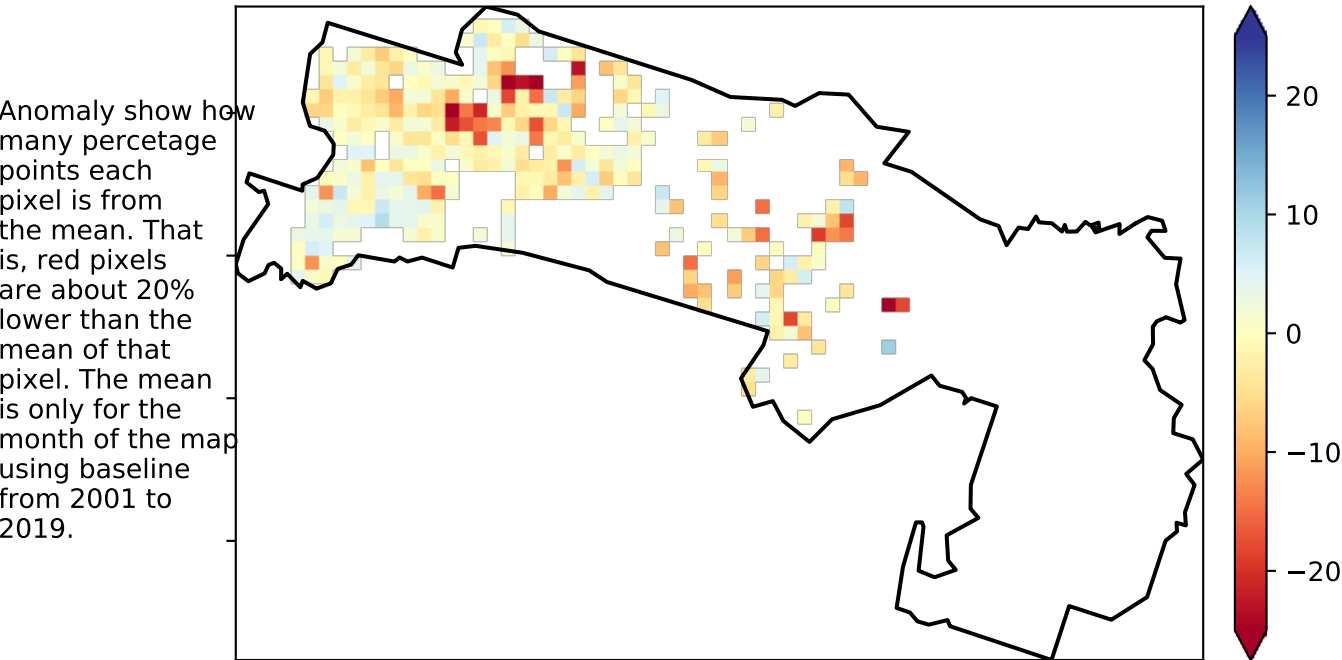 Anomaly show how
many percetage
points each
pixel is from
the mean. That
is, red pixels
are about 20%
lower than the
mean of that
pixel. The mean
is only for the
month of the map
using baseline
from 2001 to
2019.
20
10
0
−10
−20